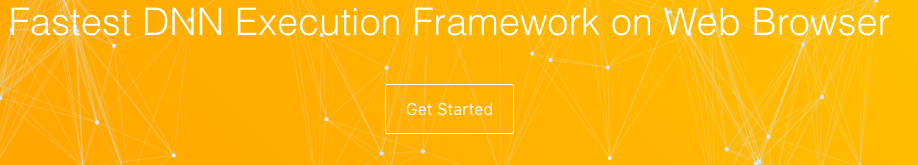 Fastest DNN Execution Framework on Web Browser
Get Started